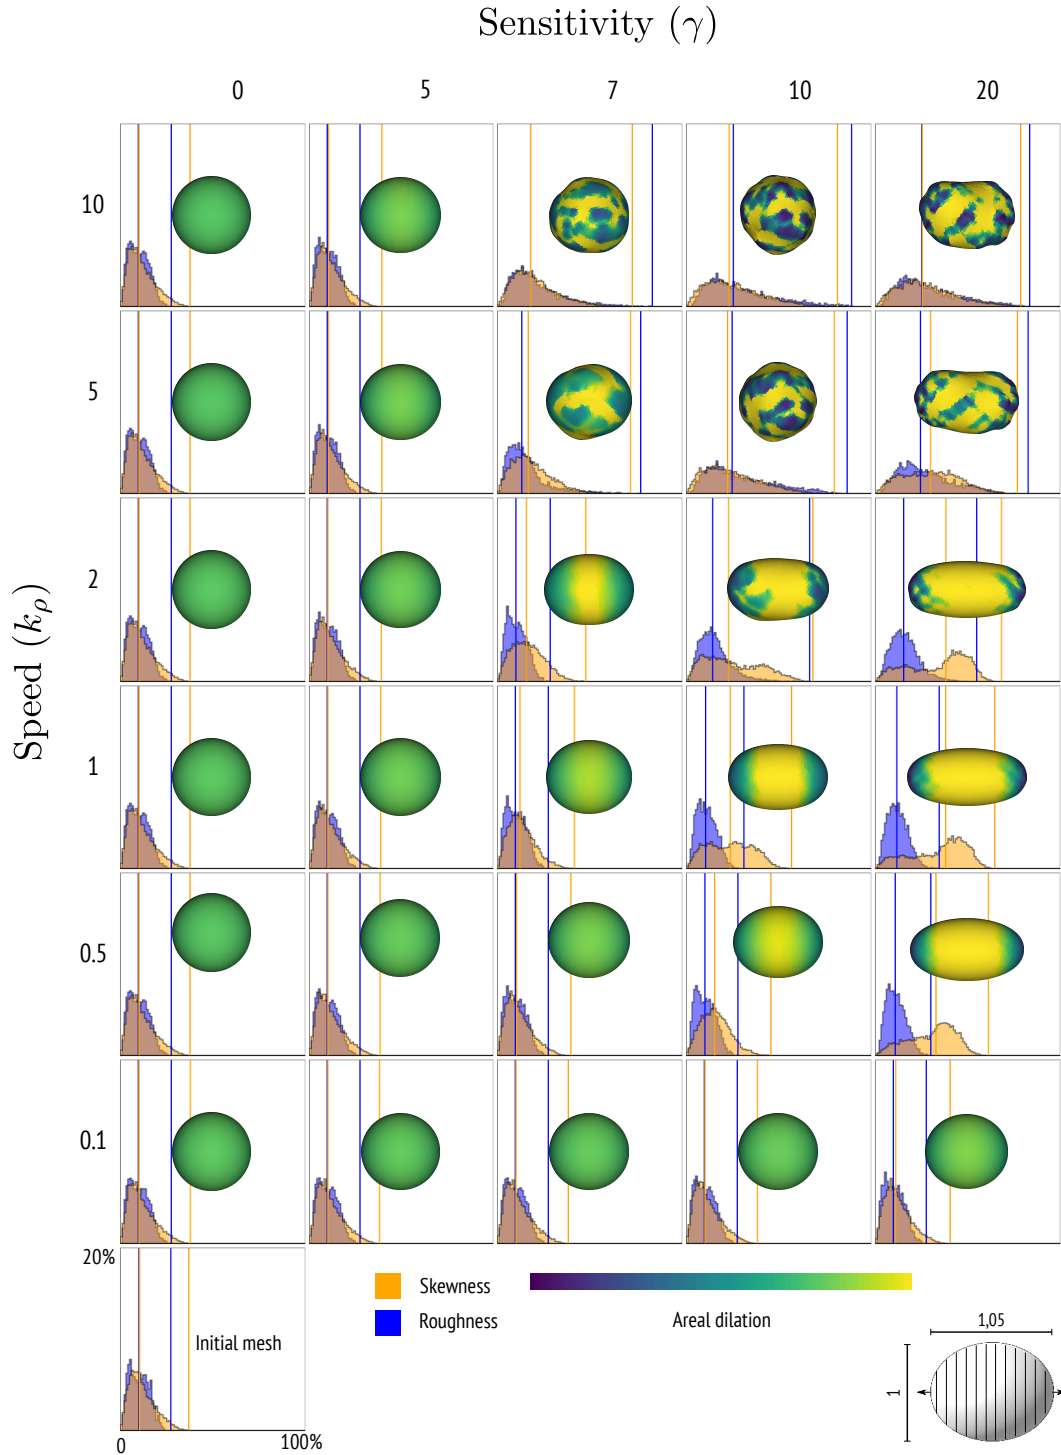 Sensitivity (γ)
0 5 7 10 20
10
5
2
Speed (kρ)
1
0.5
0.1
20%
Initial mesh
0 100%
Skewness
Roughness
Areal dilation
1,05
1